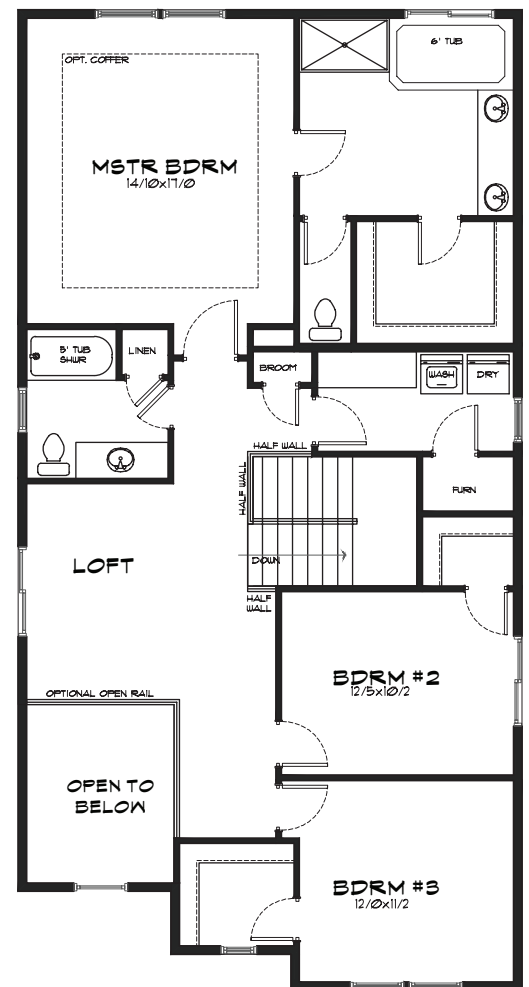 6' TUB
OPT. COFFER
MSTR BDRM
14/10x17/0
5' TUB
SHWR
LINEN
BROOM
WASH
DRY
HALF WALL
HALF WALL
FURN
DOWN
LOFT
HALF
WALL
BDRM #2
12/5x10/2
OPTIONAL OPEN RAIL
OPEN TO
BELOW
BDRM #3
12/0x11/2